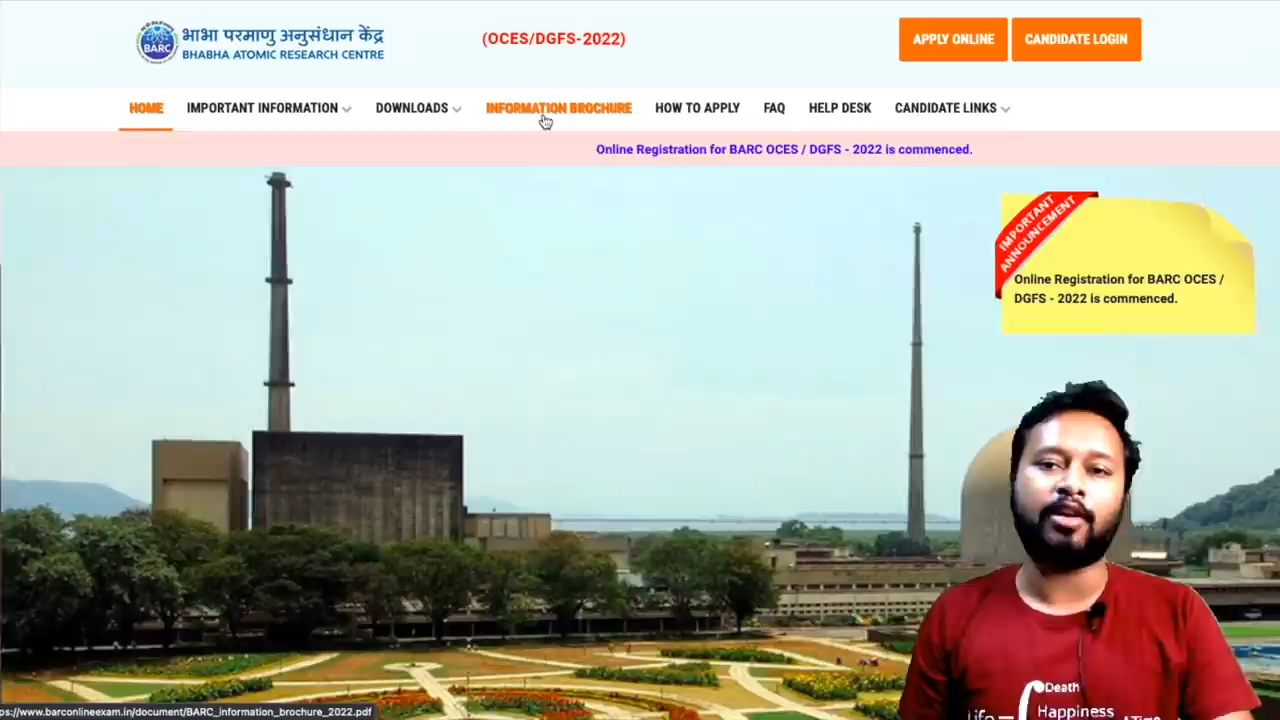 भाभा परमाणु अनुसंधान केंद्र
BARC
BHABHA ATOMIC RESEARCH CENTRE
(OCES/DGFS-2022)
APPLY ONLINE
CANDIDATE LOGIN
HOME
IMPORTANT INFORMATION
DOWNLOADS
INFORMATION BROCHURE
HOW TO APPLY
FAQ
HELP DESK
CANDIDATE LINKS
Online Registration for BARC OCES / DGFS - 2022 is commenced.
IMPORTANT
ANNOUNCEMENT
Online Registration for BARC OCES /
DGFS - 2022 is commenced.
Death
Life = ∫ Happiness
ps://www.barconlineexam.in/document/BARC_information_brochure_2022.pdf